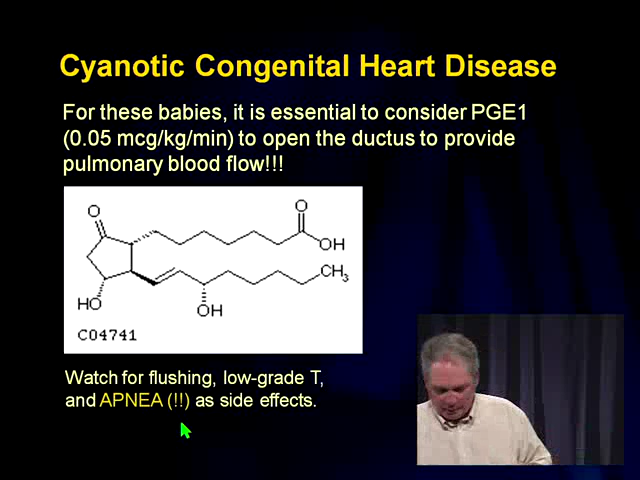 Cyanotic Congenital Heart Disease
For these babies, it is essential to consider PGE1
(0.05 mcg/kg/min) to open the ductus to provide
pulmonary blood flow!!!
O
O
OH
CH3
HO
OH
C04741
Watch for flushing, low-grade T,
and APNEA (!!) as side effects.